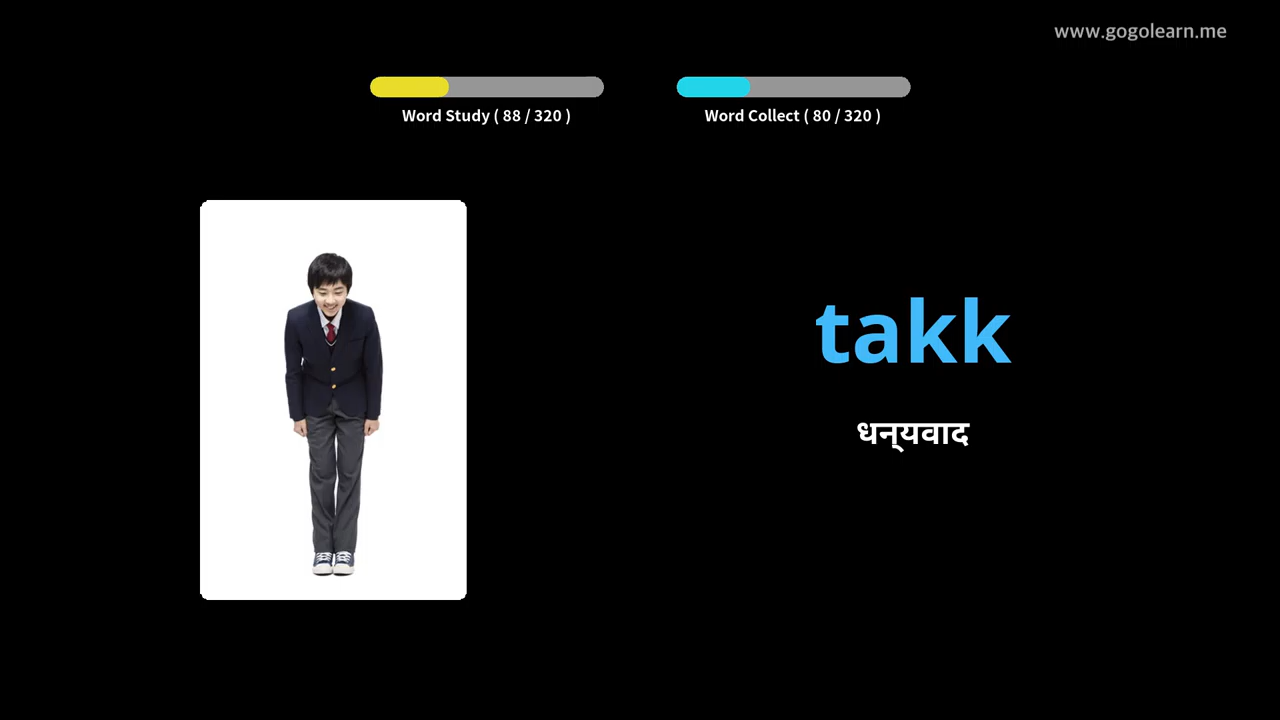 www.gogolearn.me
Word Study ( 88 / 320 )
Word Collect ( 80 / 320 )
takk
धन्यवाद